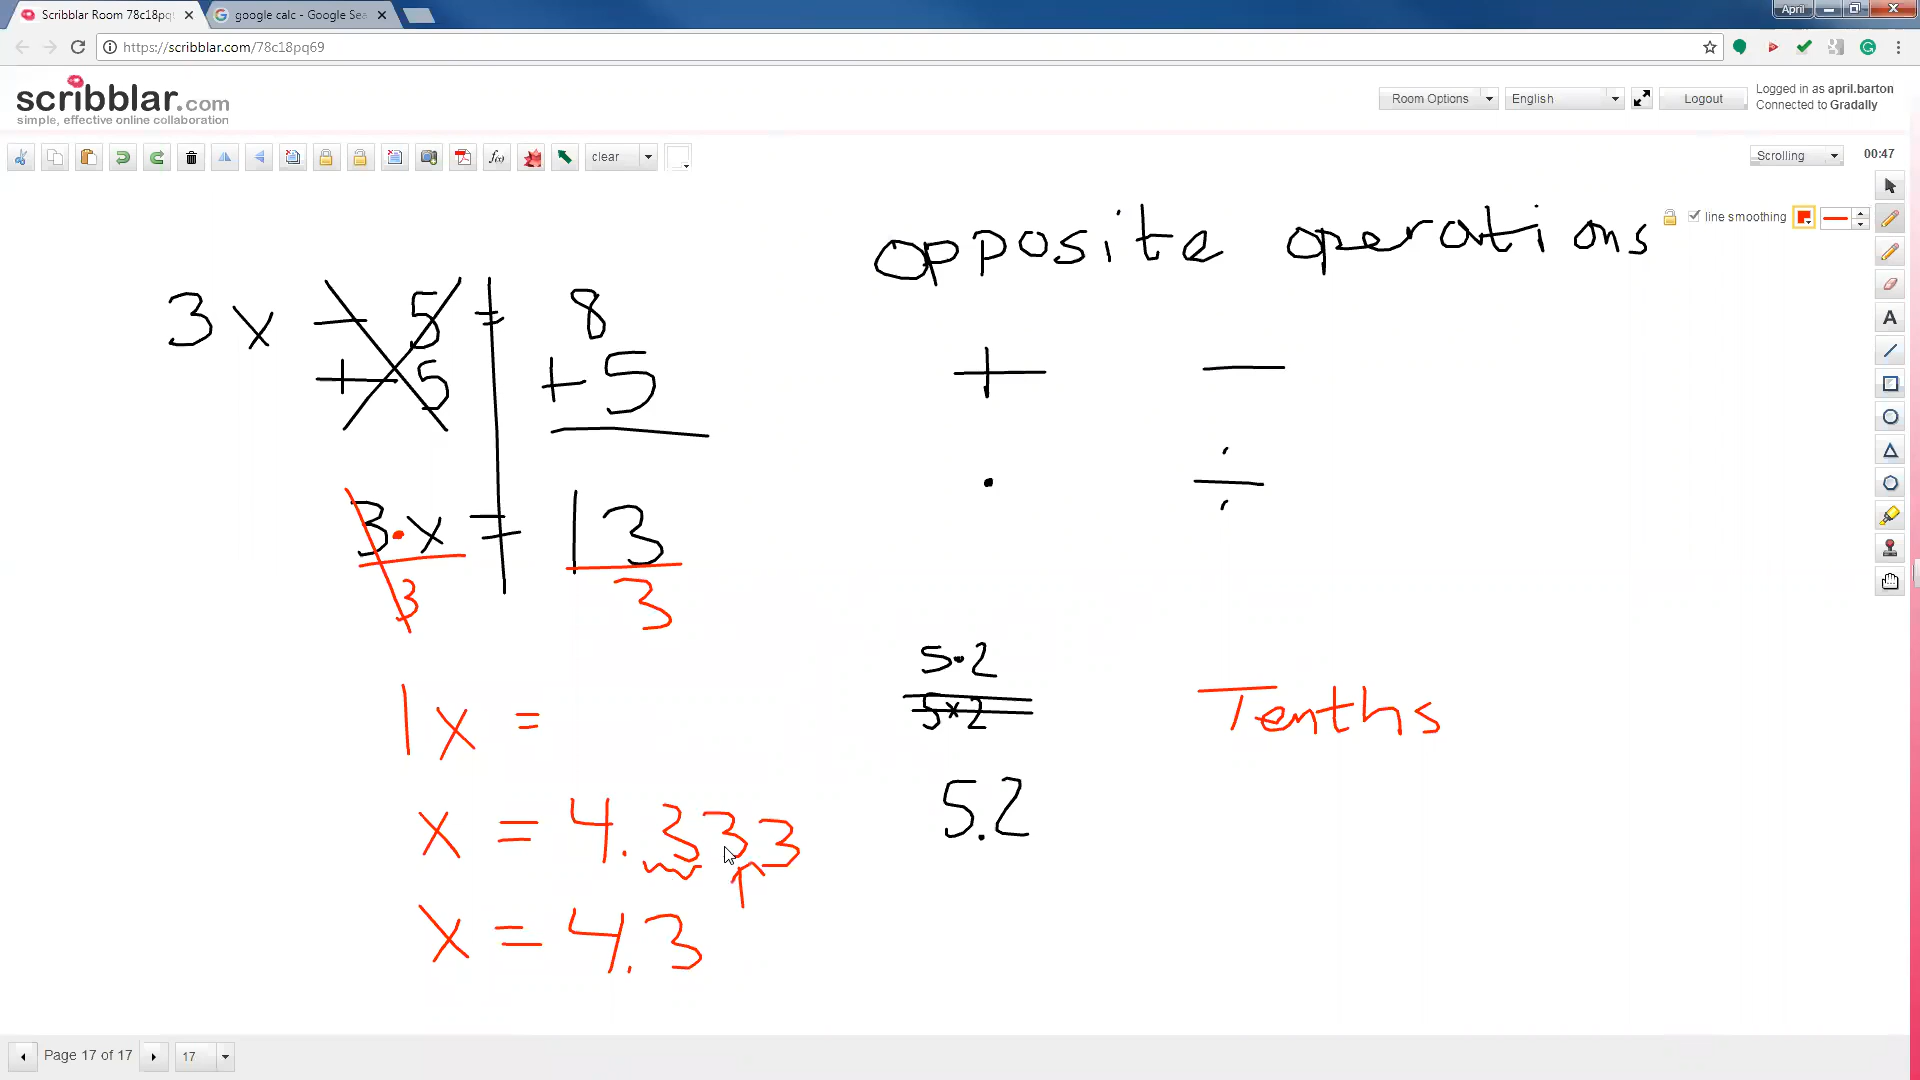 Scribblar Room 78c18pq
google calc - Google Sea
April
https://scribblar.com/78c18pq69
scribblar.com
simple, effective online collaboration
Room Options
English
Logout
Logged in as april.barton
Connected to Gradally
f(x)
clear
Scrolling
00:47
line smoothing
A
opposite operations
3x - 5 = 8
+ 5 + 5
+ -
3·x = 13
3 3
· ÷
5·2
5×2
1x =
Tenths
5.2
x = 4.333
x = 4.3
Page 17 of 17
17